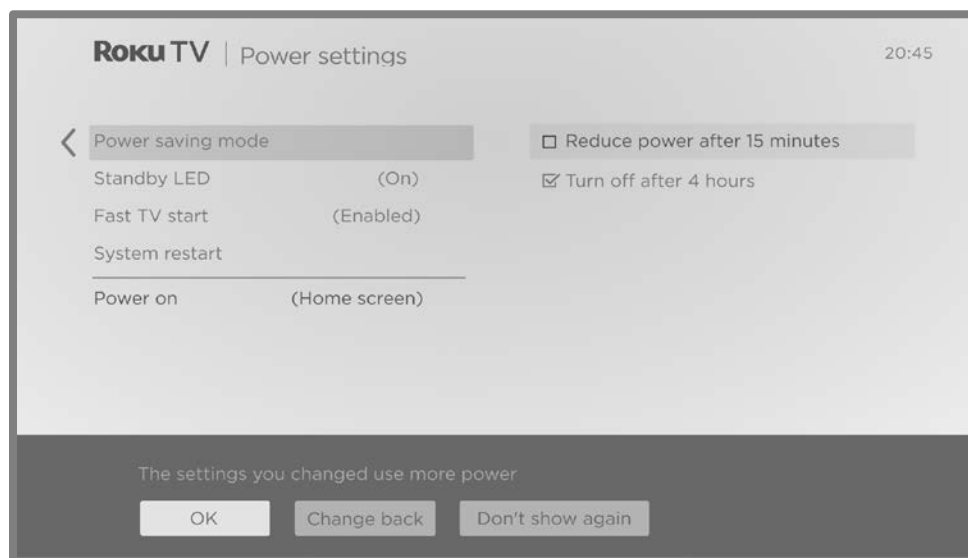 Roku TV | Power settings 20:45
Power saving mode
Standby LED (On)
Fast TV start (Enabled)
System restart
Power on (Home screen)
Reduce power after 15 minutes
Turn off after 4 hours
The settings you changed use more power
OK Change back Don't show again